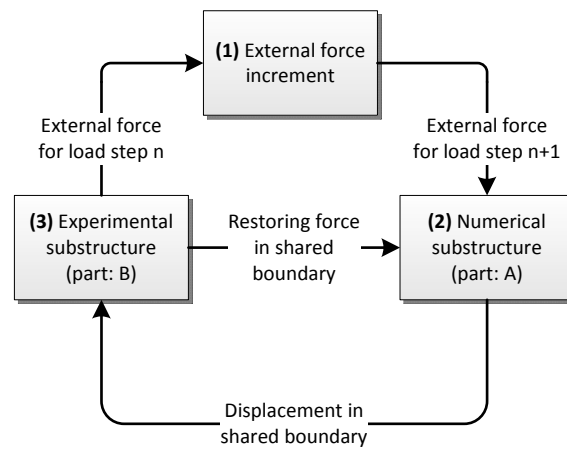 (1) External force
increment
External force
for load step n
External force
for load step n+1
(3) Experimental
substructure
(part: B)
Restoring force
in shared
boundary
(2) Numerical
substructure
(part: A)
Displacement in
shared boundary